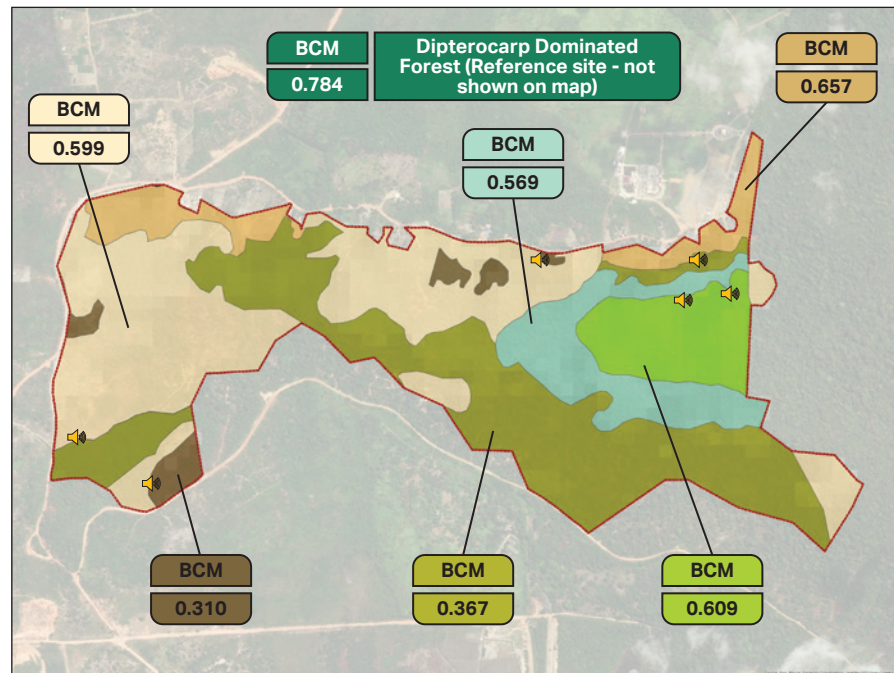 BCM
0.784
Dipterocarp Dominated
Forest (Reference site - not
shown on map)
BCM
0.657
BCM
0.599
BCM
0.569
BCM
0.310
BCM
0.367
BCM
0.609